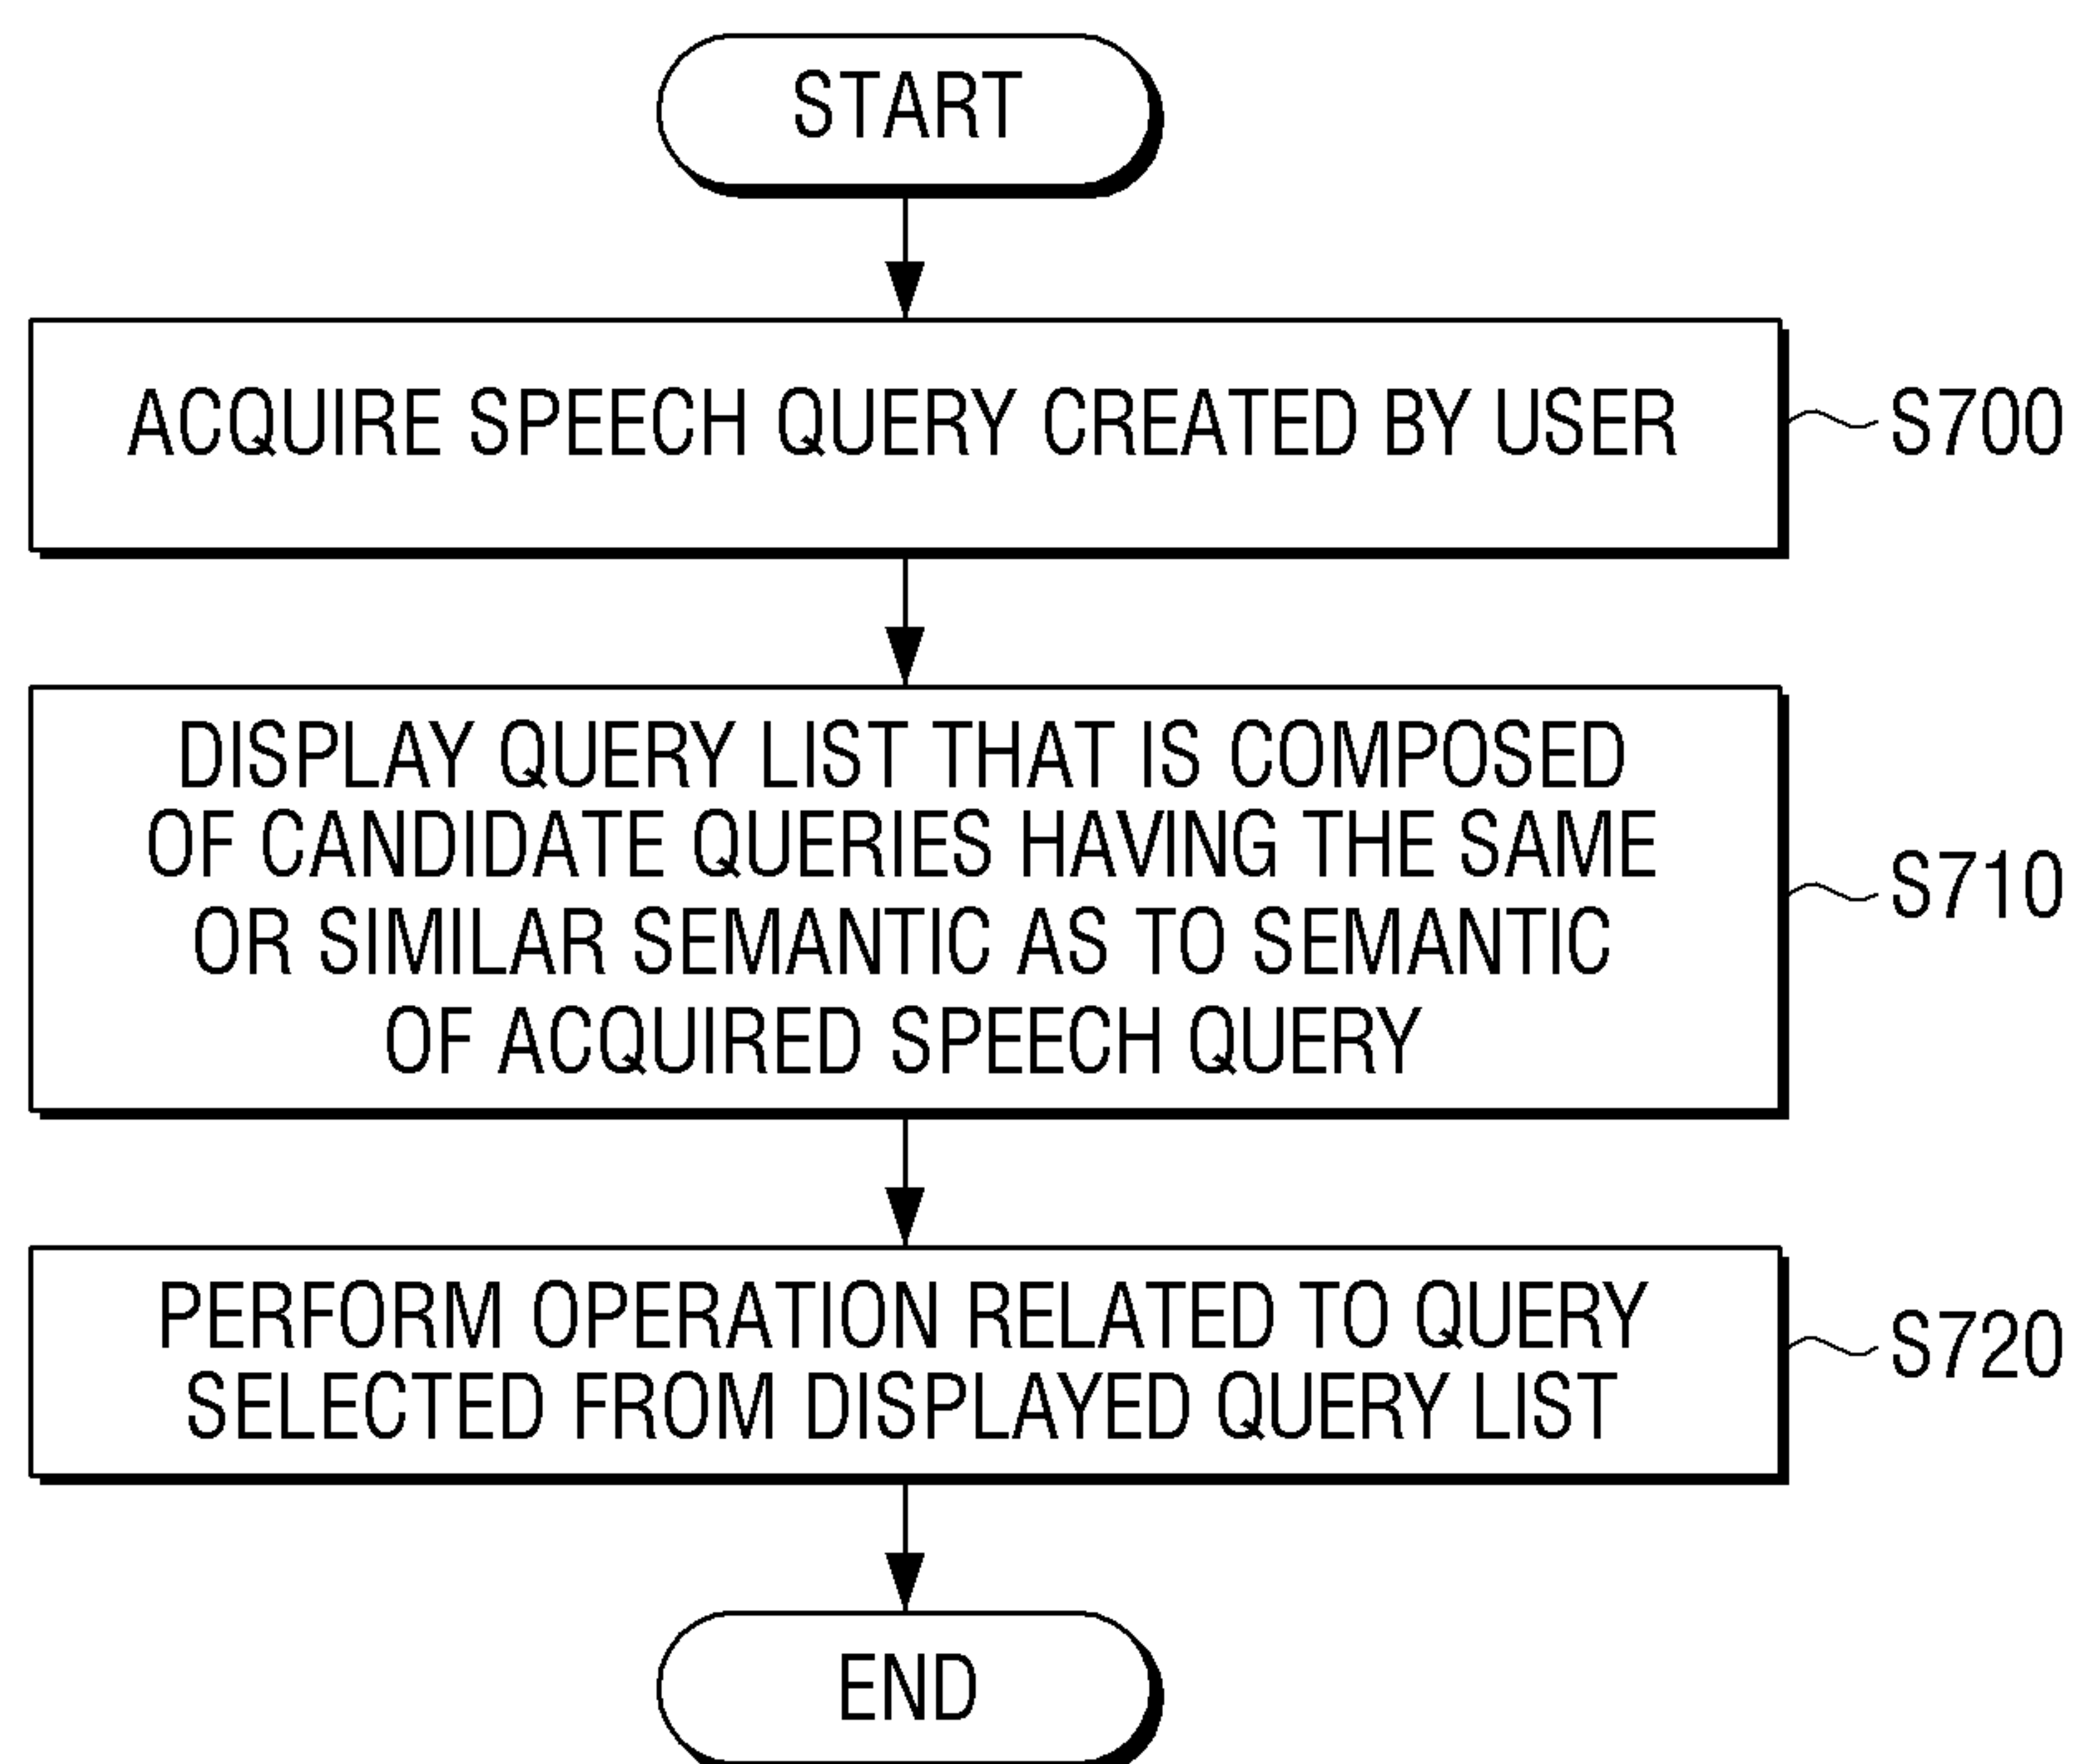 START
ACQUIRE SPEECH QUERY CREATED BY USER
S700
DISPLAY QUERY LIST THAT IS COMPOSED
OF CANDIDATE QUERIES HAVING THE SAME
OR SIMILAR SEMANTIC AS TO SEMANTIC
OF ACQUIRED SPEECH QUERY
S710
PERFORM OPERATION RELATED TO QUERY
SELECTED FROM DISPLAYED QUERY LIST
S720
END